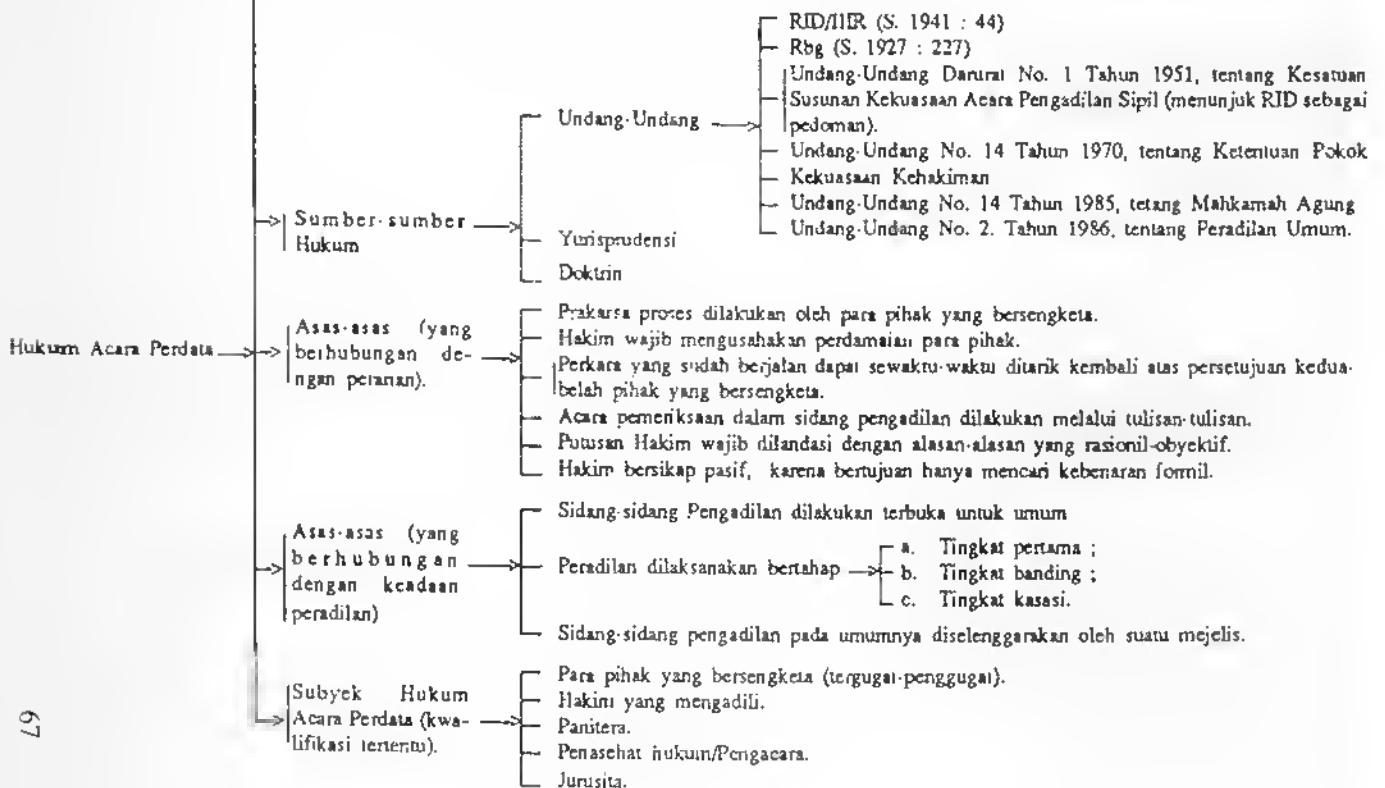 RID/HIR (S. 1941 : 44)
Rbg (S. 1927 : 227)
Undang-Undang Darurat No. 1 Tahun 1951, tentang Kesatuan
Susunan Kekuasaan Acara Pengadilan Sipil (menunjuk RID sebagai
pedoman).
Undang-Undang No. 14 Tahun 1970, tentang Ketentuan Pokok
Kekuasaan Kehakiman
Undang-Undang No. 14 Tahun 1985, tetang Mahkamah Agung
Undang-Undang No. 2. Tahun 1986, tentang Peradilan Umum.
Undang-Undang
Sumber-sumber
Hukum
Yurisprudensi
Doktrin
Hukum Acara Perdata
Asas-asas (yang
berhubungan de-
ngan peranan).
Prakarsa proses dilakukan oleh para pihak yang bersengketa.
Hakim wajib mengusahakan perdamaian para pihak.
Perkara yang sudah berjalan dapat sewaktu-waktu ditarik kembali atas persetujuan kedua-
belah pihak yang bersengketa.
Acara pemeriksaan dalam sidang pengadilan dilakukan melalui tulisan-tulisan.
Putusan Hakim wajib dilandasi dengan alasan-alasan yang rasionil-obyektif.
Hakim bersikap pasif, karena bertujuan hanya mencari kebenaran formil.
Asas-asas (yang
berhubungan
dengan keadaan
peradilan)
Sidang-sidang Pengadilan dilakukan terbuka untuk umum
Peradilan dilaksanakan bertahap
a. Tingkat pertama ;
b. Tingkat banding ;
c. Tingkat kasasi.
Sidang-sidang pengadilan pada umumnya diselenggarakan oleh suatu mejelis.
Subyek Hukum
Acara Perdata (kwa-
lifikasi tertentu).
Para pihak yang bersengketa (tergugat-penggugat).
Hakim yang mengadili.
Panitera.
Penasehat hukum/Pengacara.
Jurusita.
67